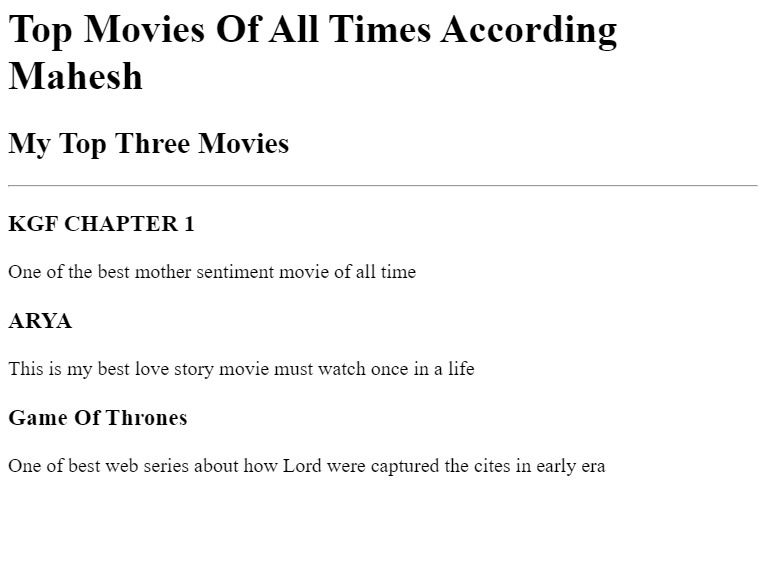 Top Movies Of All Times According
Mahesh
My Top Three Movies
KGF CHAPTER 1
One of the best mother sentiment movie of all time
ARYA
This is my best love story movie must watch once in a life
Game Of Thrones
One of best web series about how Lord were captured the cites in early era